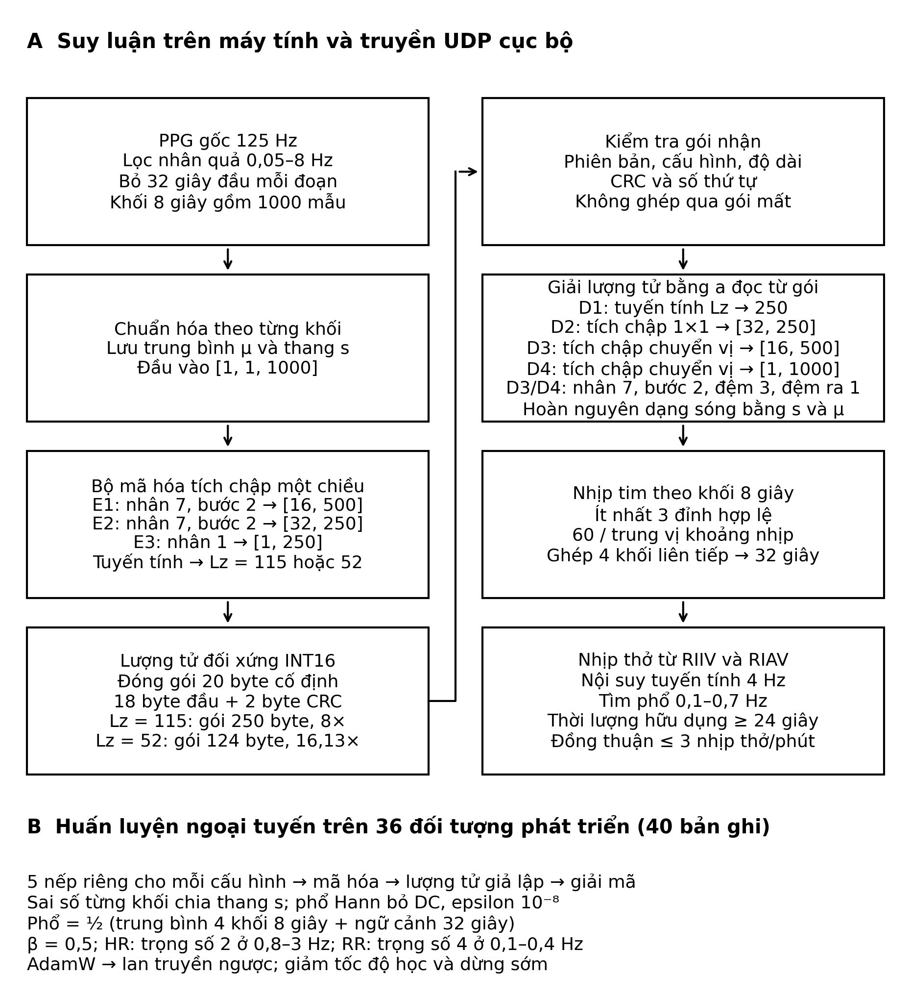 A Suy luận trên máy tính và truyền UDP cục bộ
PPG gốc 125 Hz
Lọc nhân quả 0,05–8 Hz
Bỏ 32 giây đầu mỗi đoạn
Khối 8 giây gồm 1000 mẫu
Chuẩn hóa theo từng khối
Lưu trung bình μ và thang s
Đầu vào [1, 1, 1000]
Bộ mã hóa tích chập một chiều
E1: nhân 7, bước 2 → [16, 500]
E2: nhân 7, bước 2 → [32, 250]
E3: nhân 1 → [1, 250]
Tuyến tính → Lz = 115 hoặc 52
Lượng tử đối xứng INT16
Đóng gói 20 byte cố định
18 byte đầu + 2 byte CRC
Lz = 115: gói 250 byte, 8×
Lz = 52: gói 124 byte, 16,13×
Kiểm tra gói nhận
Phiên bản, cấu hình, độ dài
CRC và số thứ tự
Không ghép qua gói mất
Giải lượng tử bằng a đọc từ gói
D1: tuyến tính Lz → 250
D2: tích chập 1×1 → [32, 250]
D3: tích chập chuyển vị → [16, 500]
D4: tích chập chuyển vị → [1, 1000]
D3/D4: nhân 7, bước 2, đệm 3, đệm ra 1
Hoàn nguyên dạng sóng bằng s và μ
Nhịp tim theo khối 8 giây
Ít nhất 3 đỉnh hợp lệ
60 / trung vị khoảng nhịp
Ghép 4 khối liên tiếp → 32 giây
Nhịp thở từ RIIV và RIAV
Nội suy tuyến tính 4 Hz
Tìm phổ 0,1–0,7 Hz
Thời lượng hữu dụng ≥ 24 giây
Đồng thuận ≤ 3 nhịp thở/phút
B Huấn luyện ngoại tuyến trên 36 đối tượng phát triển (40 bản ghi)
5 nếp riêng cho mỗi cấu hình → mã hóa → lượng tử giả lập → giải mã
Sai số từng khối chia thang s; phổ Hann bỏ DC, epsilon 10⁻⁸
Phổ = ½ (trung bình 4 khối 8 giây + ngữ cảnh 32 giây)
β = 0,5; HR: trọng số 2 ở 0,8–3 Hz; RR: trọng số 4 ở 0,1–0,4 Hz
AdamW → lan truyền ngược; giảm tốc độ học và dừng sớm